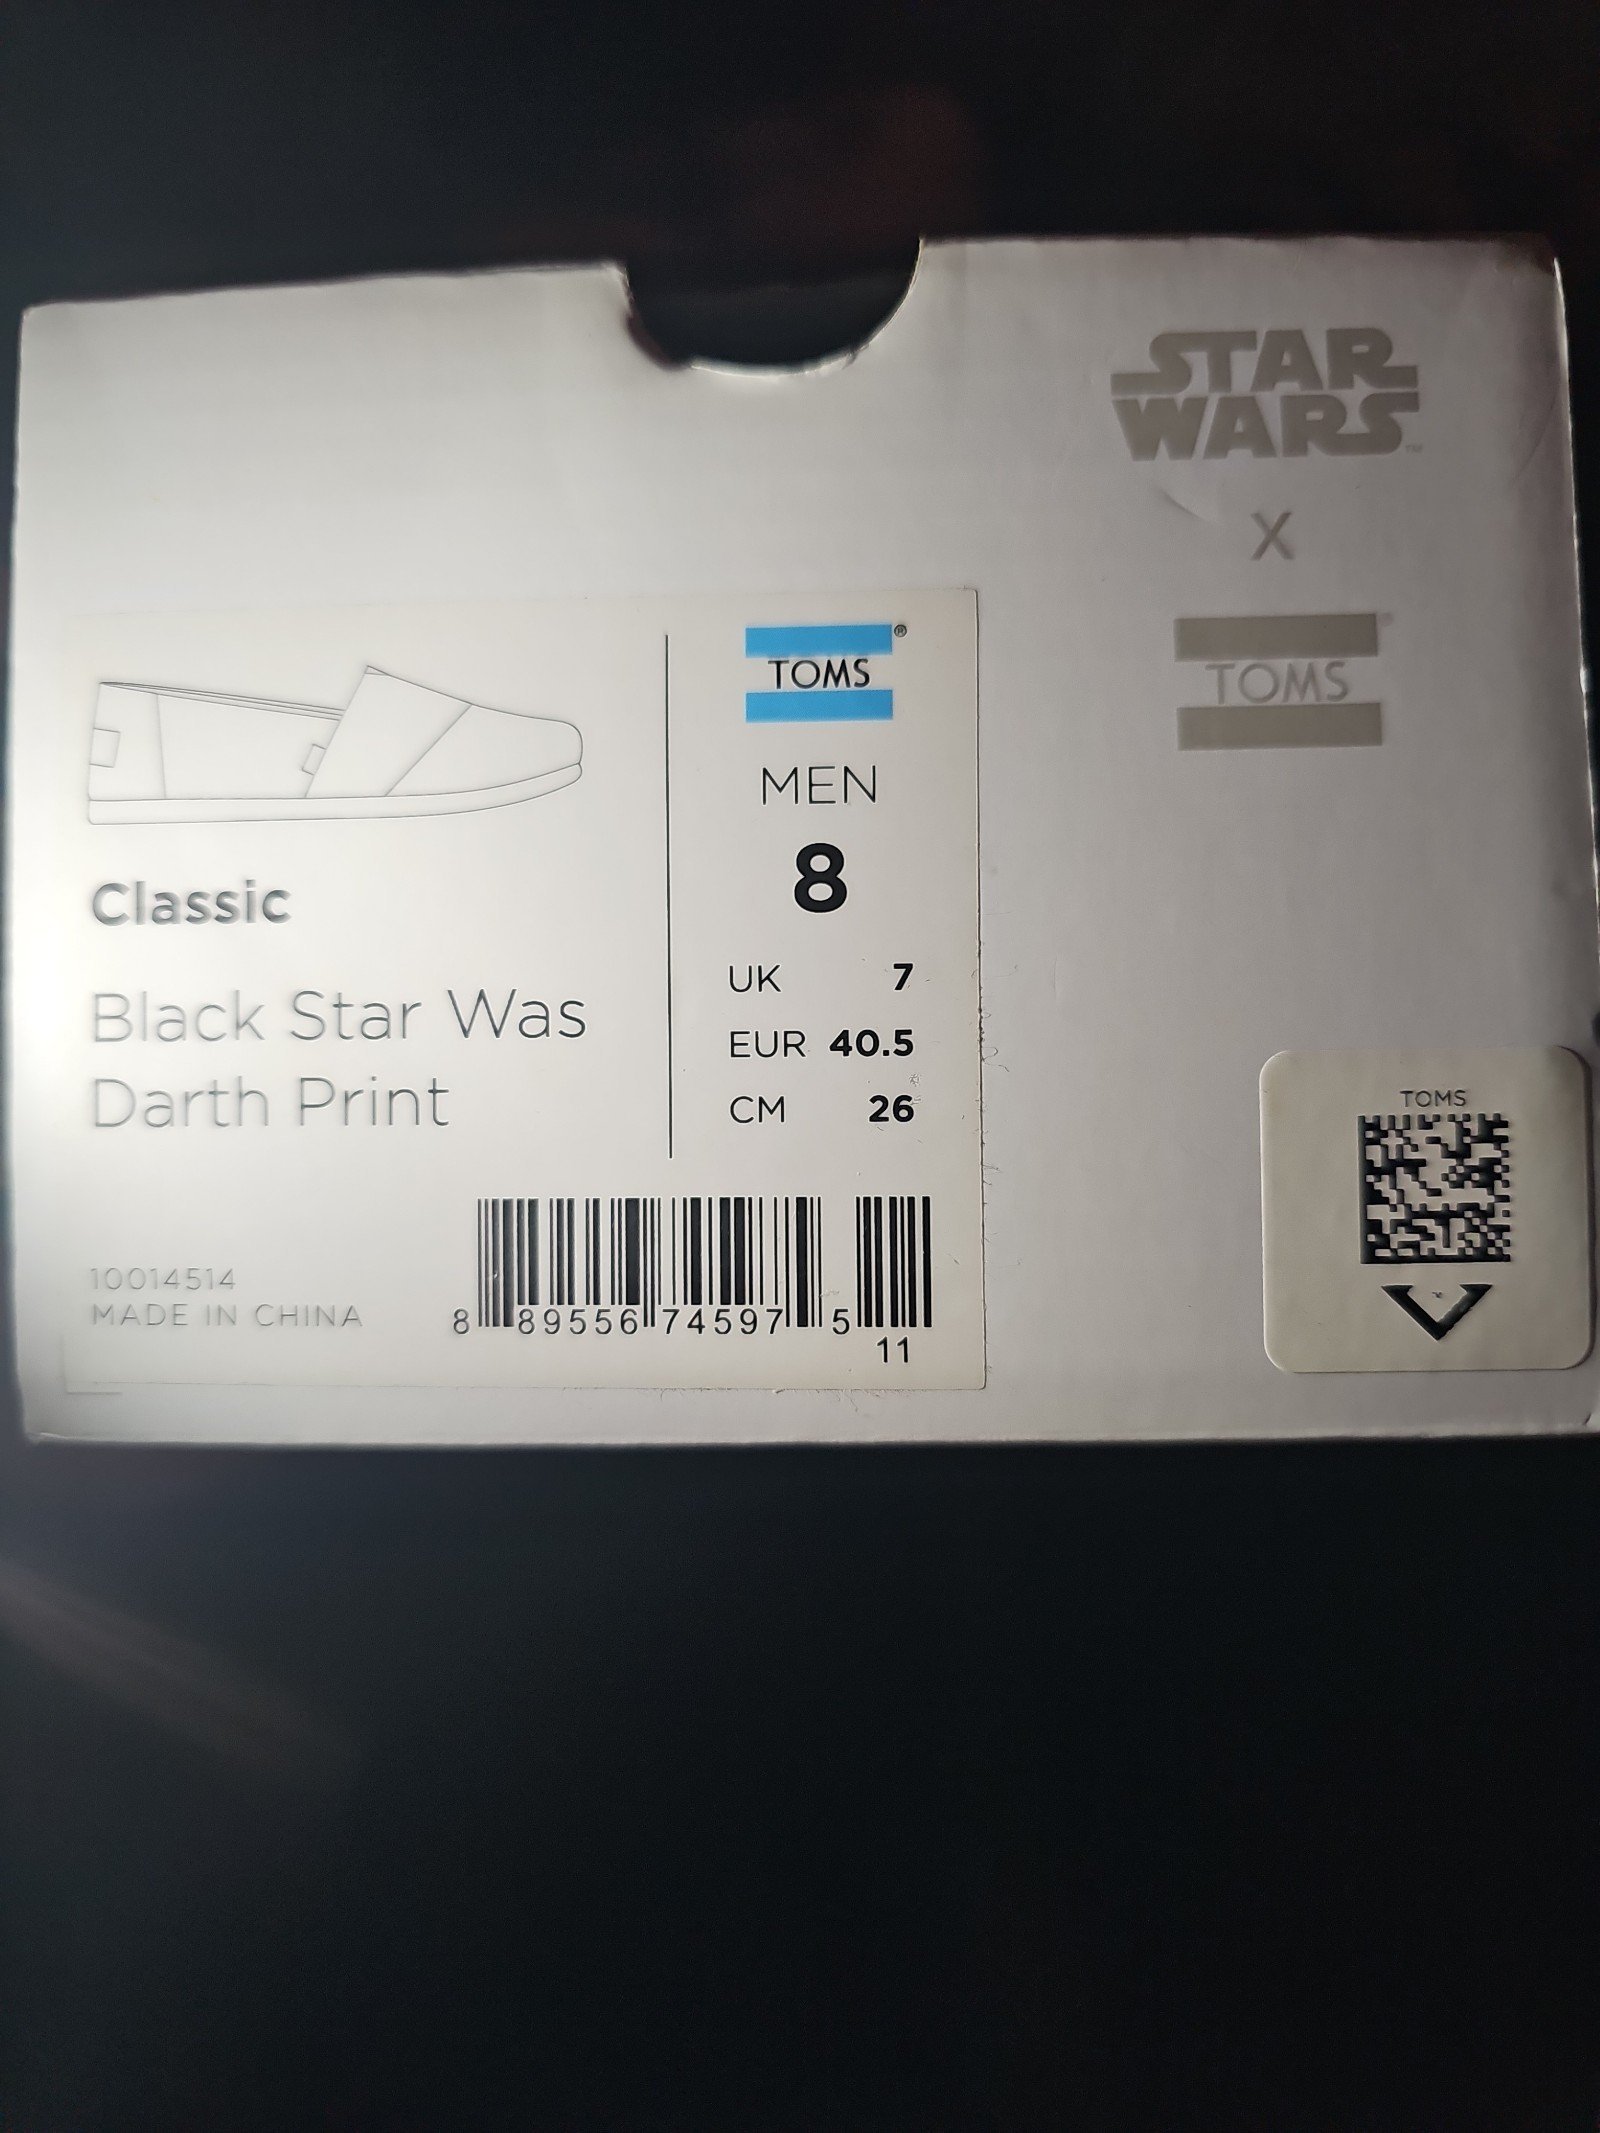 STAR
WARS™
X
TOMS®
TOMS®
MEN
8
UK 7
EUR 40.5
CM 26
Classic
Black Star Was
Darth Print
10014514
MADE IN CHINA
8 89556 74597 5
11
TOMS